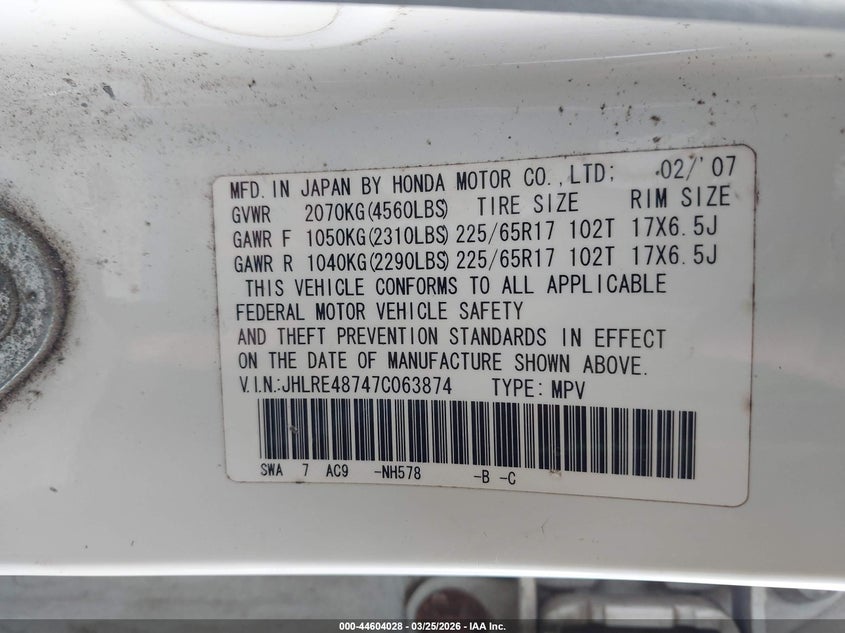 MFD. IN JAPAN BY HONDA MOTOR CO.,LTD; 02/'07
GVWR 2070KG(4560LBS) TIRE SIZE RIM SIZE
GAWR F 1050KG(2310LBS) 225/65R17 102T 17X6.5J
GAWR R 1040KG(2290LBS) 225/65R17 102T 17X6.5J
THIS VEHICLE CONFORMS TO ALL APPLICABLE
FEDERAL MOTOR VEHICLE SAFETY
AND THEFT PREVENTION STANDARDS IN EFFECT
ON THE DATE OF MANUFACTURE SHOWN ABOVE.
V.I.N.:JHLRE48747C063874 TYPE: MPV
SWA 7 AC9 -NH578 -B -C
000-44604028 - 03/25/2026 - IAA Inc.